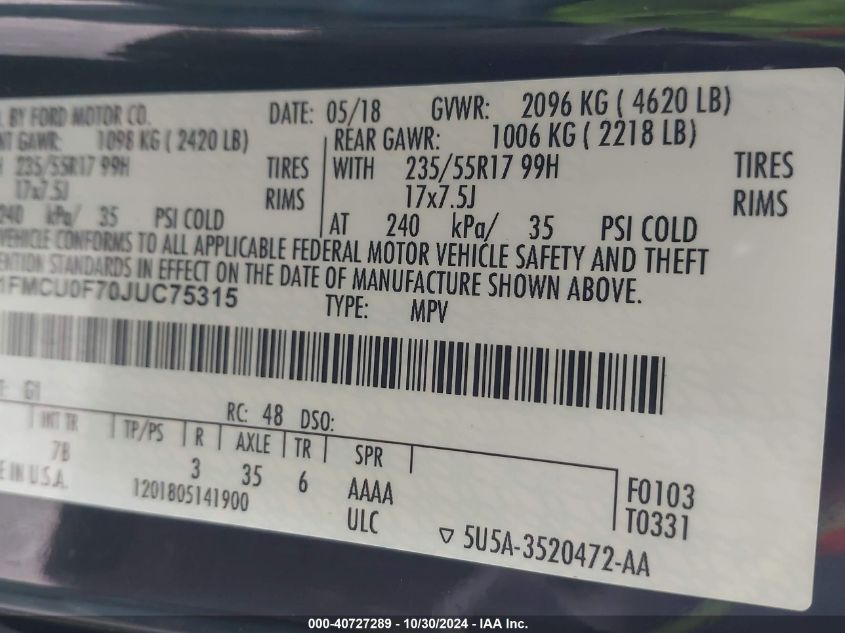 BY FORD MOTOR CO. DATE: 05/18 GVWR: 2096 KG ( 4620 LB)
GAWR: 1098 KG ( 2420 LB) REAR GAWR: 1006 KG ( 2218 LB)
235/55R17 99H TIRES WITH 235/55R17 99H TIRES
17x7.5J RIMS 17x7.5J RIMS
240 kPa/ 35 PSI COLD AT 240 kPa/ 35 PSI COLD
VEHICLE CONFORMS TO ALL APPLICABLE FEDERAL MOTOR VEHICLE SAFETY AND THEFT
STANDARDS IN EFFECT ON THE DATE OF MANUFACTURE SHOWN ABOVE.
1FMCU0F70JUC75315 TYPE: MPV
G1 RC: 48 DSO:
INT TR TP/PS R AXLE TR SPR
7B 3 35 6 AAAA F0103
IN U.S.A. 1201805141900 ULC T0331
▽ 5U5A-3520472-AA
000-40727289 - 10/30/2024 - IAA Inc.